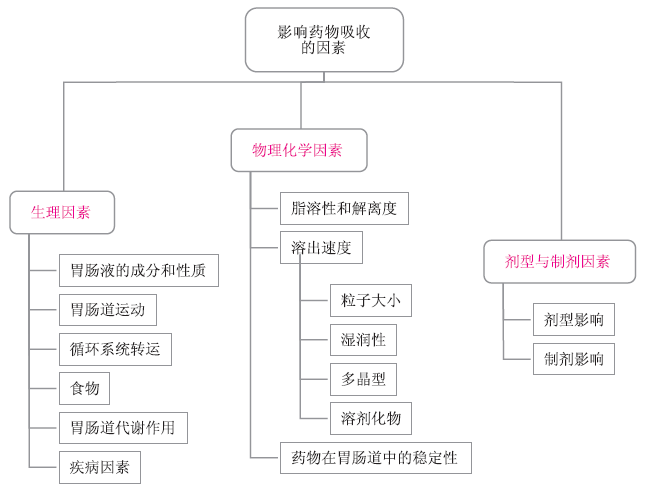 影响药物吸收
的因素
生理因素
胃肠液的成分和性质
胃肠道运动
循环系统转运
食物
胃肠道代谢作用
疾病因素
物理化学因素
脂溶性和解离度
溶出速度
粒子大小
湿润性
多晶型
溶剂化物
药物在胃肠道中的稳定性
剂型与制剂因素
剂型影响
制剂影响